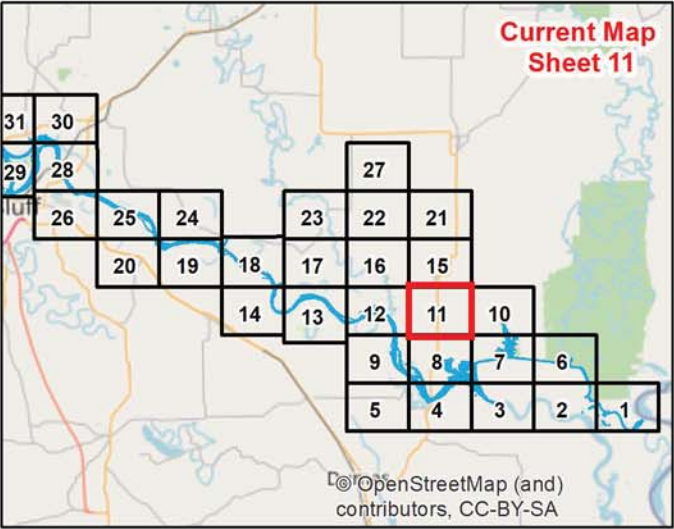 Current Map
Sheet 11
31 30
29 28
27
luff
26 25 24 23 22 21
20 19 18 17 16 15
14 13 12 11 10
9 8 7 6
5 4 3 2 1
© OpenStreetMap (and)
contributors, CC-BY-SA